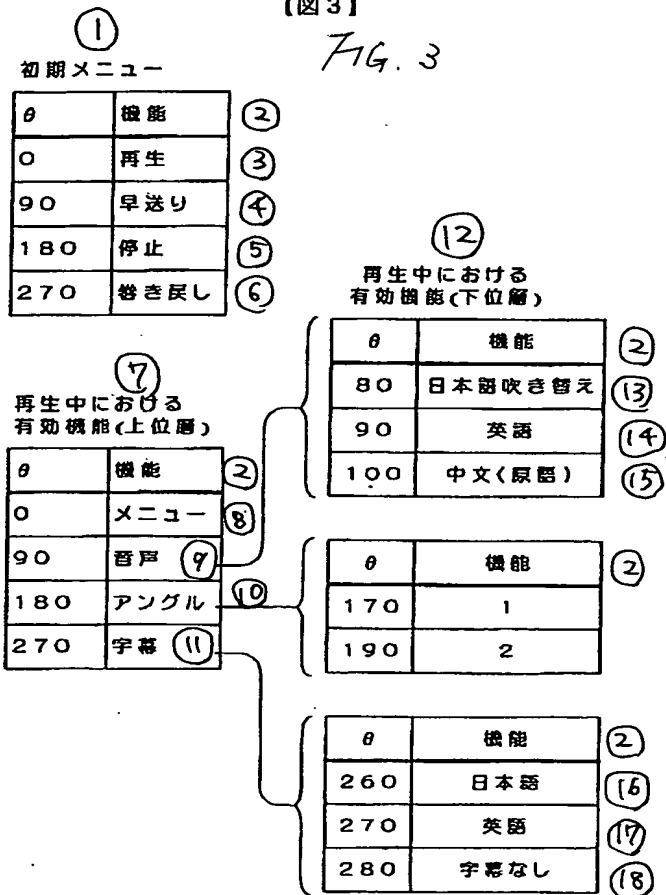 【図3】
FIG. 3
①
初期メニュー
θ 機能 ②
0 再生 ③
90 早送り ④
180 停止 ⑤
270 巻き戻し ⑥
⑦
再生中における
有効機能(上位層)
θ 機能 ②
0 メニュー ⑧
90 音声 ⑨
180 アングル ⑩
270 字幕 ⑪
⑫
再生中における
有効機能(下位層)
θ 機能 ②
80 日本語吹き替え ⑬
90 英語 ⑭
100 中文(原語) ⑮
θ 機能 ②
170 1
190 2
θ 機能 ②
260 日本語 ⑯
270 英語 ⑰
280 字幕なし ⑱